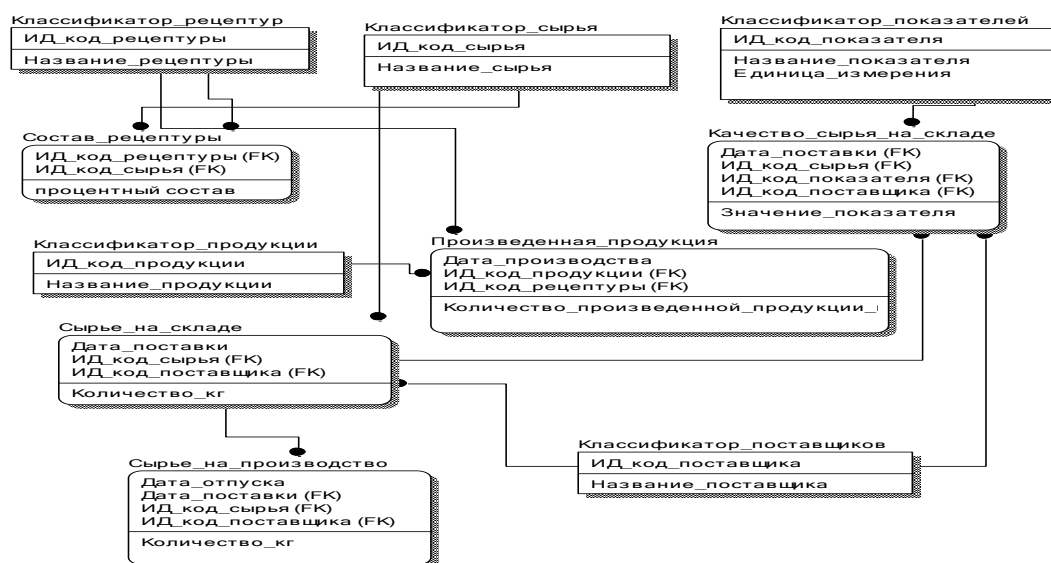 Классификатор_рецептур
ИД_код_рецептуры
Название_рецептуры
Классификатор_сырья
ИД_код_сырья
Название_сырья
Классификатор_показателей
ИД_код_показателя
Название_показателя
Единица_измерения
Состав_рецептуры
ИД_код_рецептуры (FK)
ИД_код_сырья (FK)
процентный состав
Качество_сырья_на_складе
Дата_поставки (FK)
ИД_код_сырья (FK)
ИД_код_показателя (FK)
ИД_код_поставщика (FK)
Значение_показателя
Классификатор_продукции
ИД_код_продукции
Название_продукции
Произведенная_продукция
Дата_производства
ИД_код_продукции (FK)
ИД_код_рецептуры (FK)
Количество_произведенной_продукции_
Сырье_на_складе
Дата_поставки
ИД_код_сырья (FK)
ИД_код_поставщика (FK)
Количество_кг
Классификатор_поставщиков
ИД_код_поставщика
Название_поставщика
Сырье_на_производство
Дата_отпуска
Дата_поставки (FK)
ИД_код_сырья (FK)
ИД_код_поставщика (FK)
Количество_кг